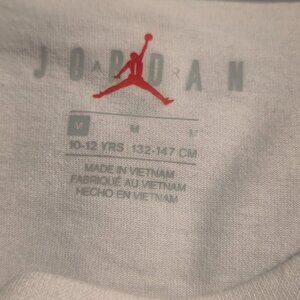 JORDAN
M M M
10-12 YRS 132-147 CM
MADE IN VIETNAM
FABRIQUÉ AU VIETNAM
HECHO EN VIETNAM